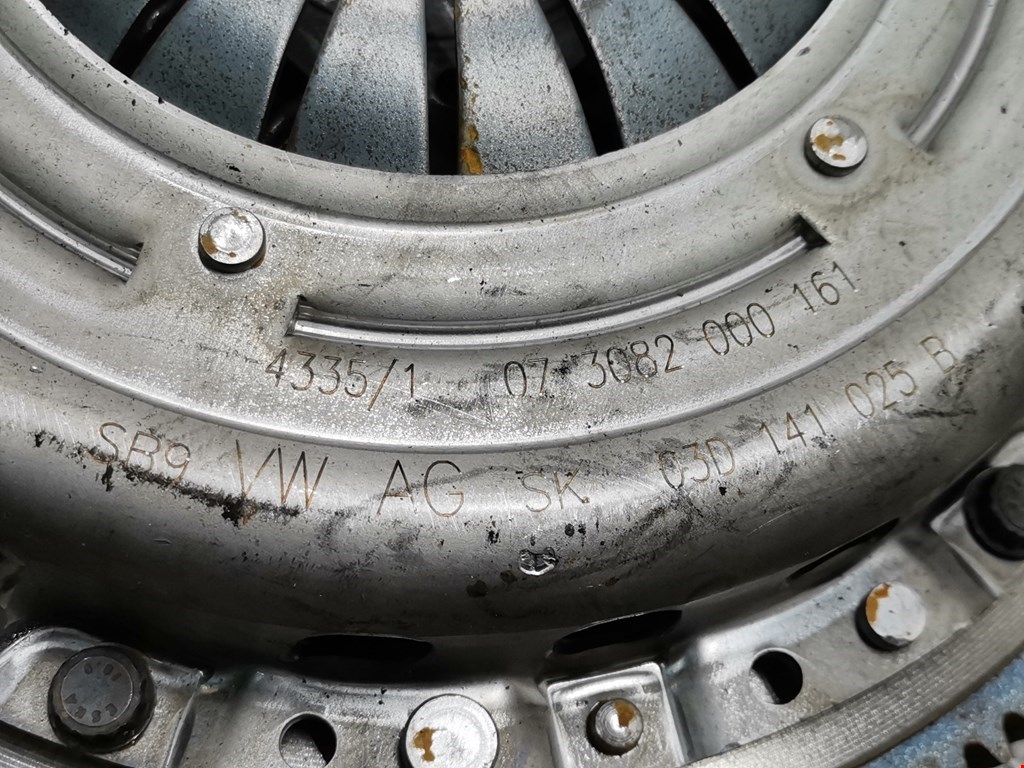 4335/1 07 3082 000 161
SB9 VW AG SK 03D 141 025 B